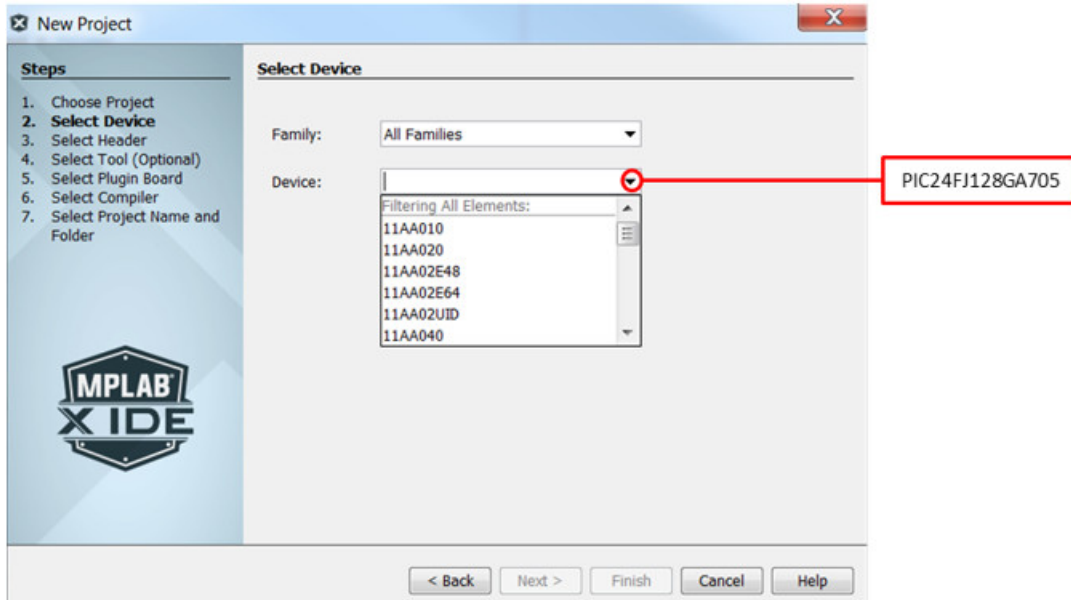 New Project
X
Steps
1. Choose Project
2. Select Device
3. Select Header
4. Select Tool (Optional)
5. Select Plugin Board
6. Select Compiler
7. Select Project Name and
Folder
MPLAB
X IDE
Select Device
Family: All Families
Device:
PIC24FJ128GA705
Filtering All Elements:
11AA010
11AA020
11AA02E48
11AA02E64
11AA02UID
11AA040
< Back Next > Finish Cancel Help